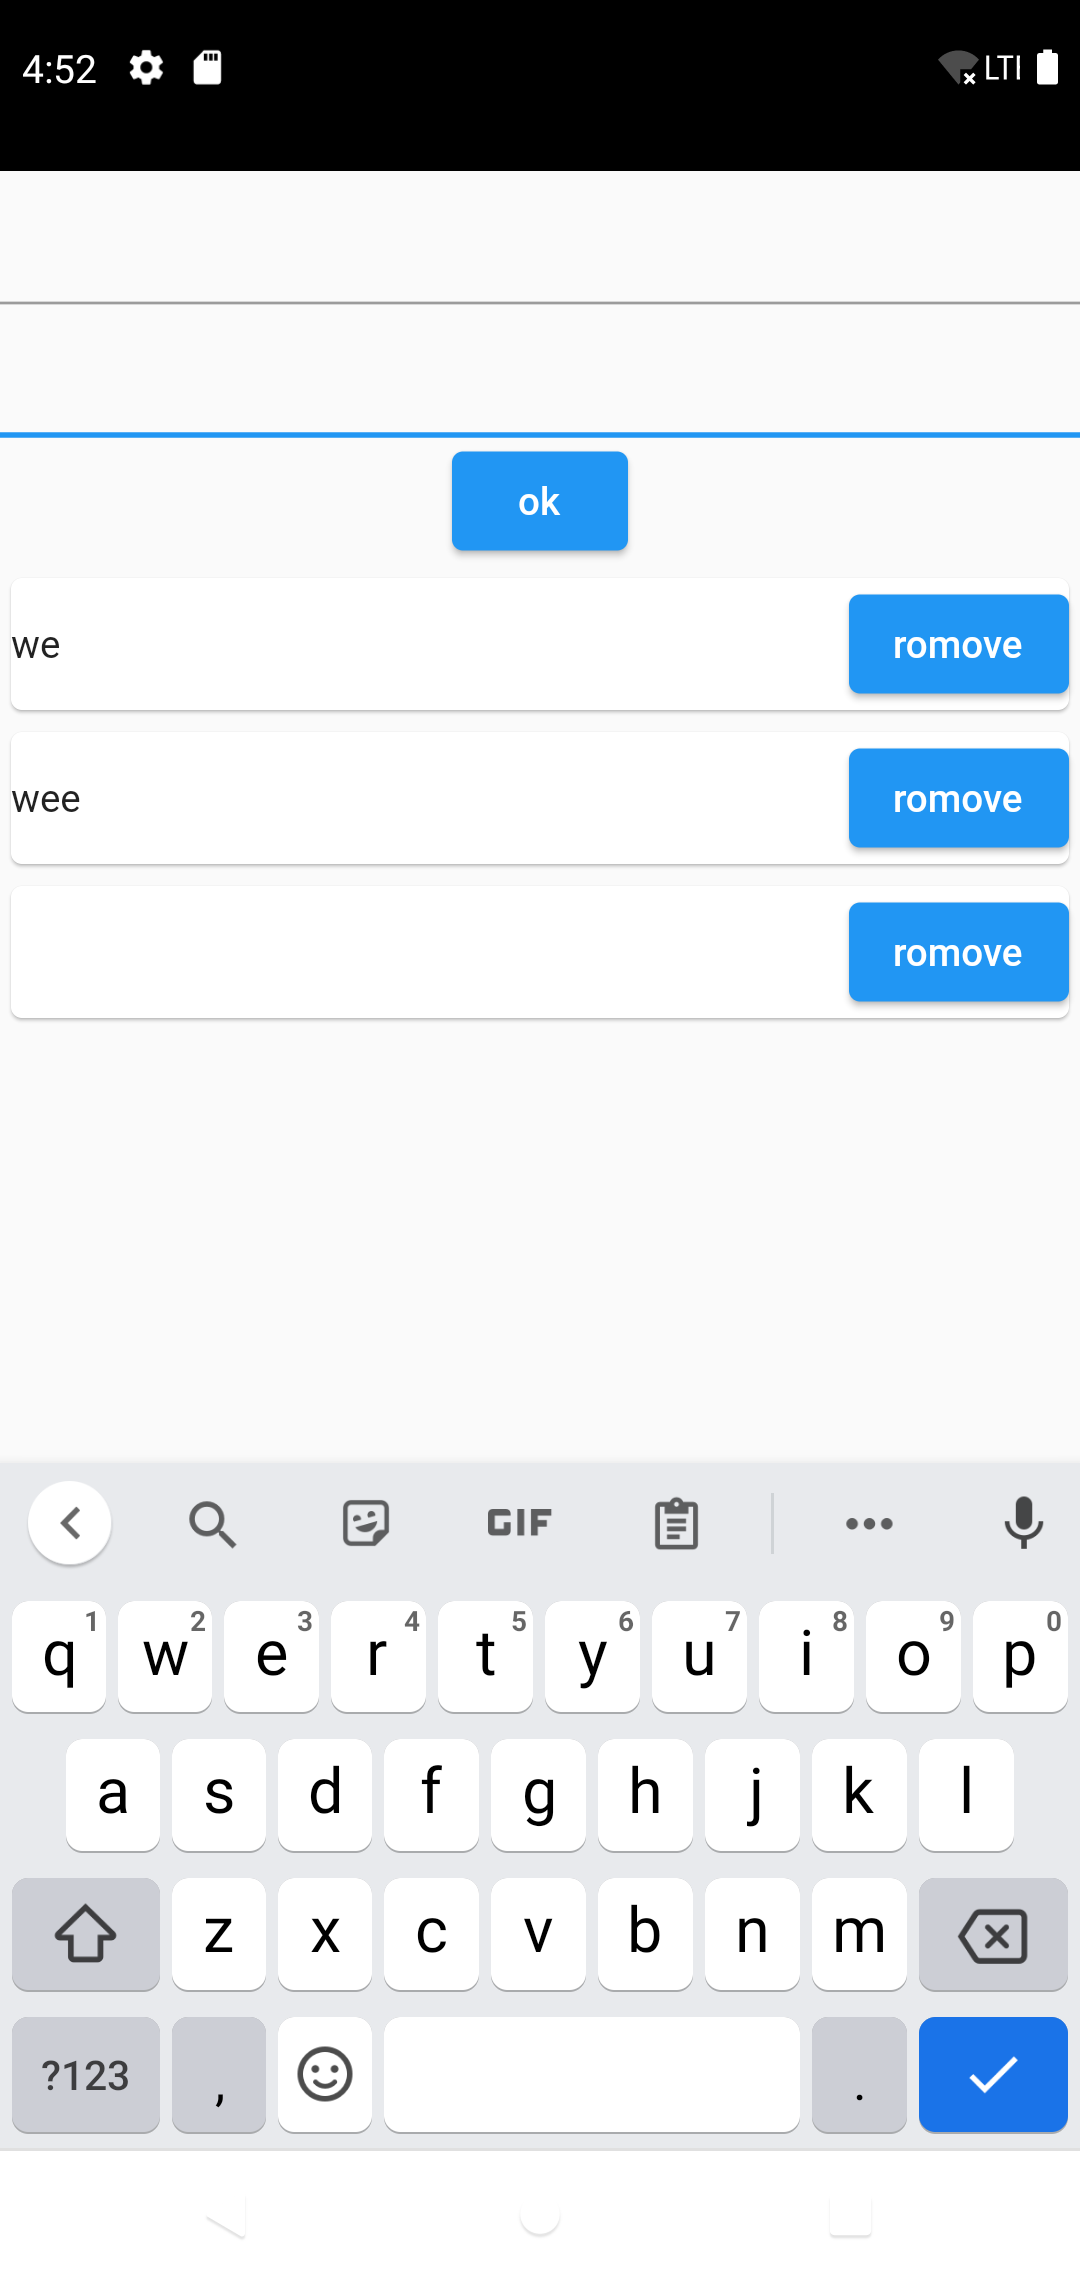 4:52 LTE
ok
we romove
wee romove
romove
GIF
q1 w2 e3 r4 t5 y6 u7 i8 o9 p0
a s d f g h j k l
z x c v b n m
?123 , .